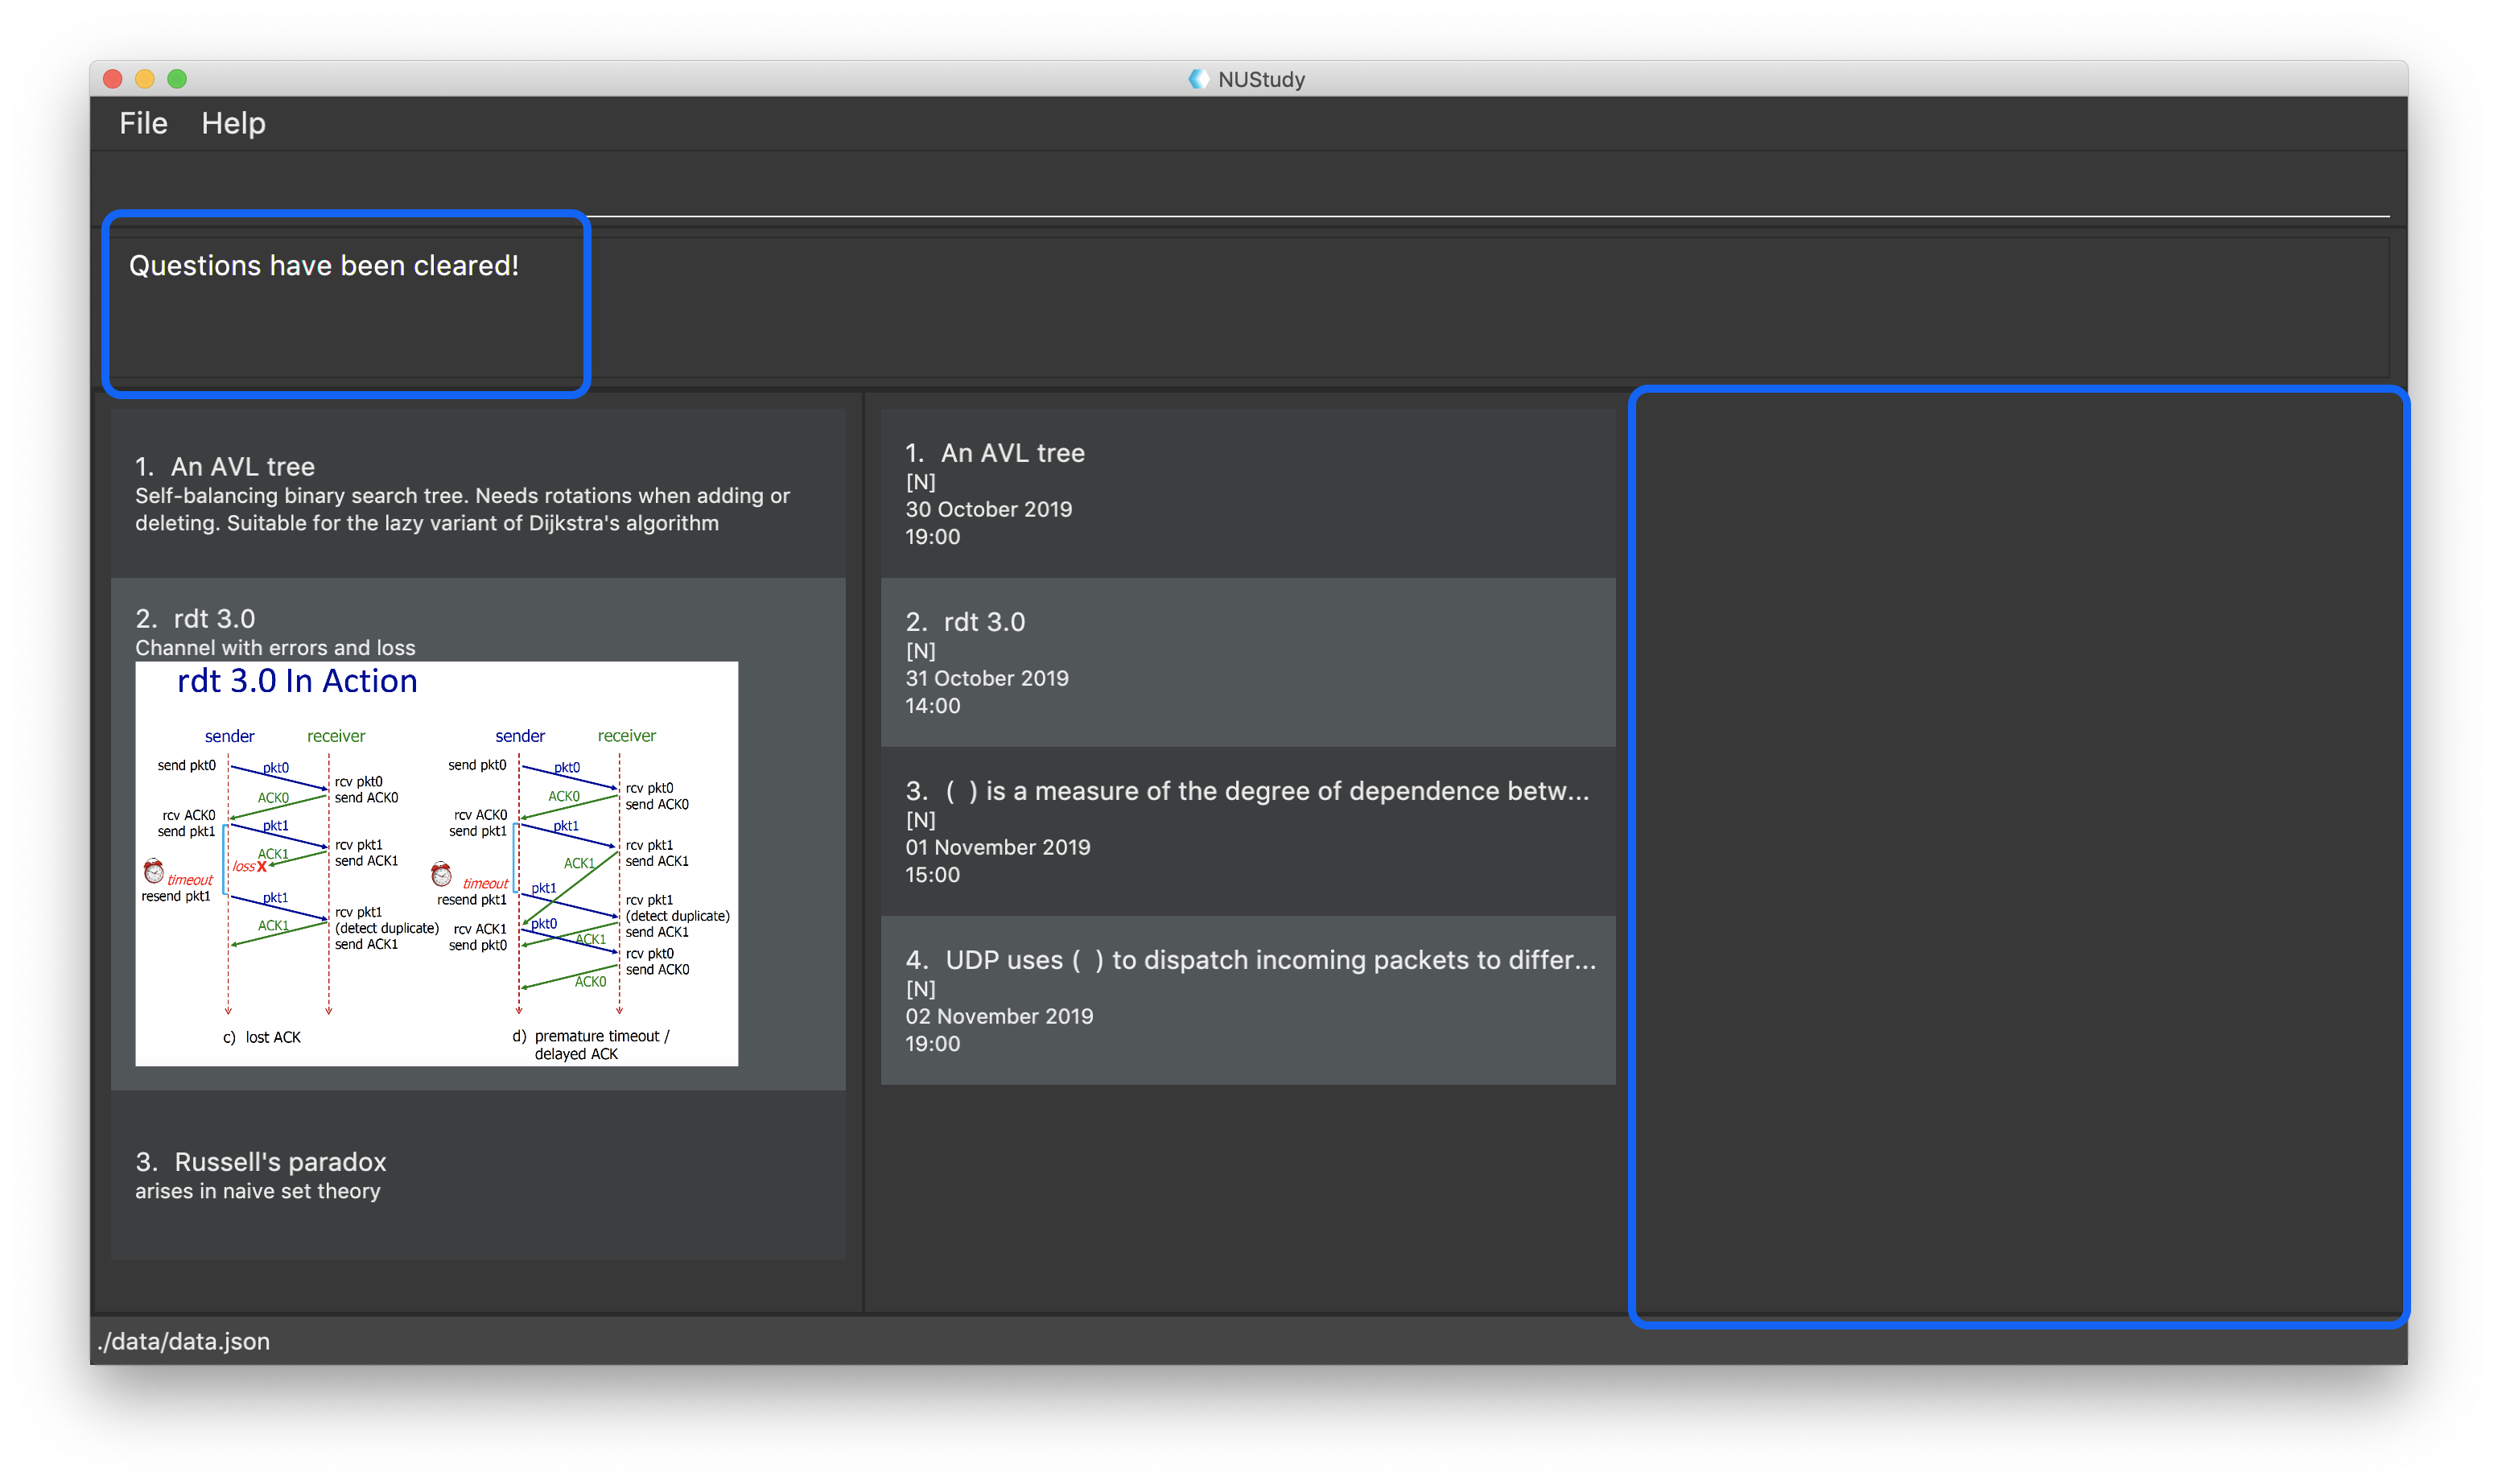 NUStudy
File Help
Questions have been cleared!
1. An AVL tree
Self-balancing binary search tree. Needs rotations when adding or
deleting. Suitable for the lazy variant of Dijkstra's algorithm
2. rdt 3.0
Channel with errors and loss
rdt 3.0 In Action
sender receiver
send pkt0
pkt0
rcv pkt0
send ACK0
ACK0
rcv ACK0
send pkt1
pkt1
rcv pkt1
send ACK1
ACK1
loss X
timeout
resend pkt1
pkt1
rcv pkt1
(detect duplicate)
send ACK1
ACK1
c) lost ACK
sender receiver
send pkt0
pkt0
rcv pkt0
send ACK0
ACK0
rcv ACK0
send pkt1
pkt1
rcv pkt1
send ACK1
ACK1
timeout
resend pkt1
pkt1
rcv pkt1
(detect duplicate)
send ACK1
rcv ACK1
send pkt0
pkt0
ACK1
rcv pkt0
send ACK0
ACK0
d) premature timeout /
delayed ACK
3. Russell's paradox
arises in naive set theory
1. An AVL tree
[N]
30 October 2019
19:00
2. rdt 3.0
[N]
31 October 2019
14:00
3. ( ) is a measure of the degree of dependence betw...
[N]
01 November 2019
15:00
4. UDP uses ( ) to dispatch incoming packets to differ...
[N]
02 November 2019
19:00
./data/data.json